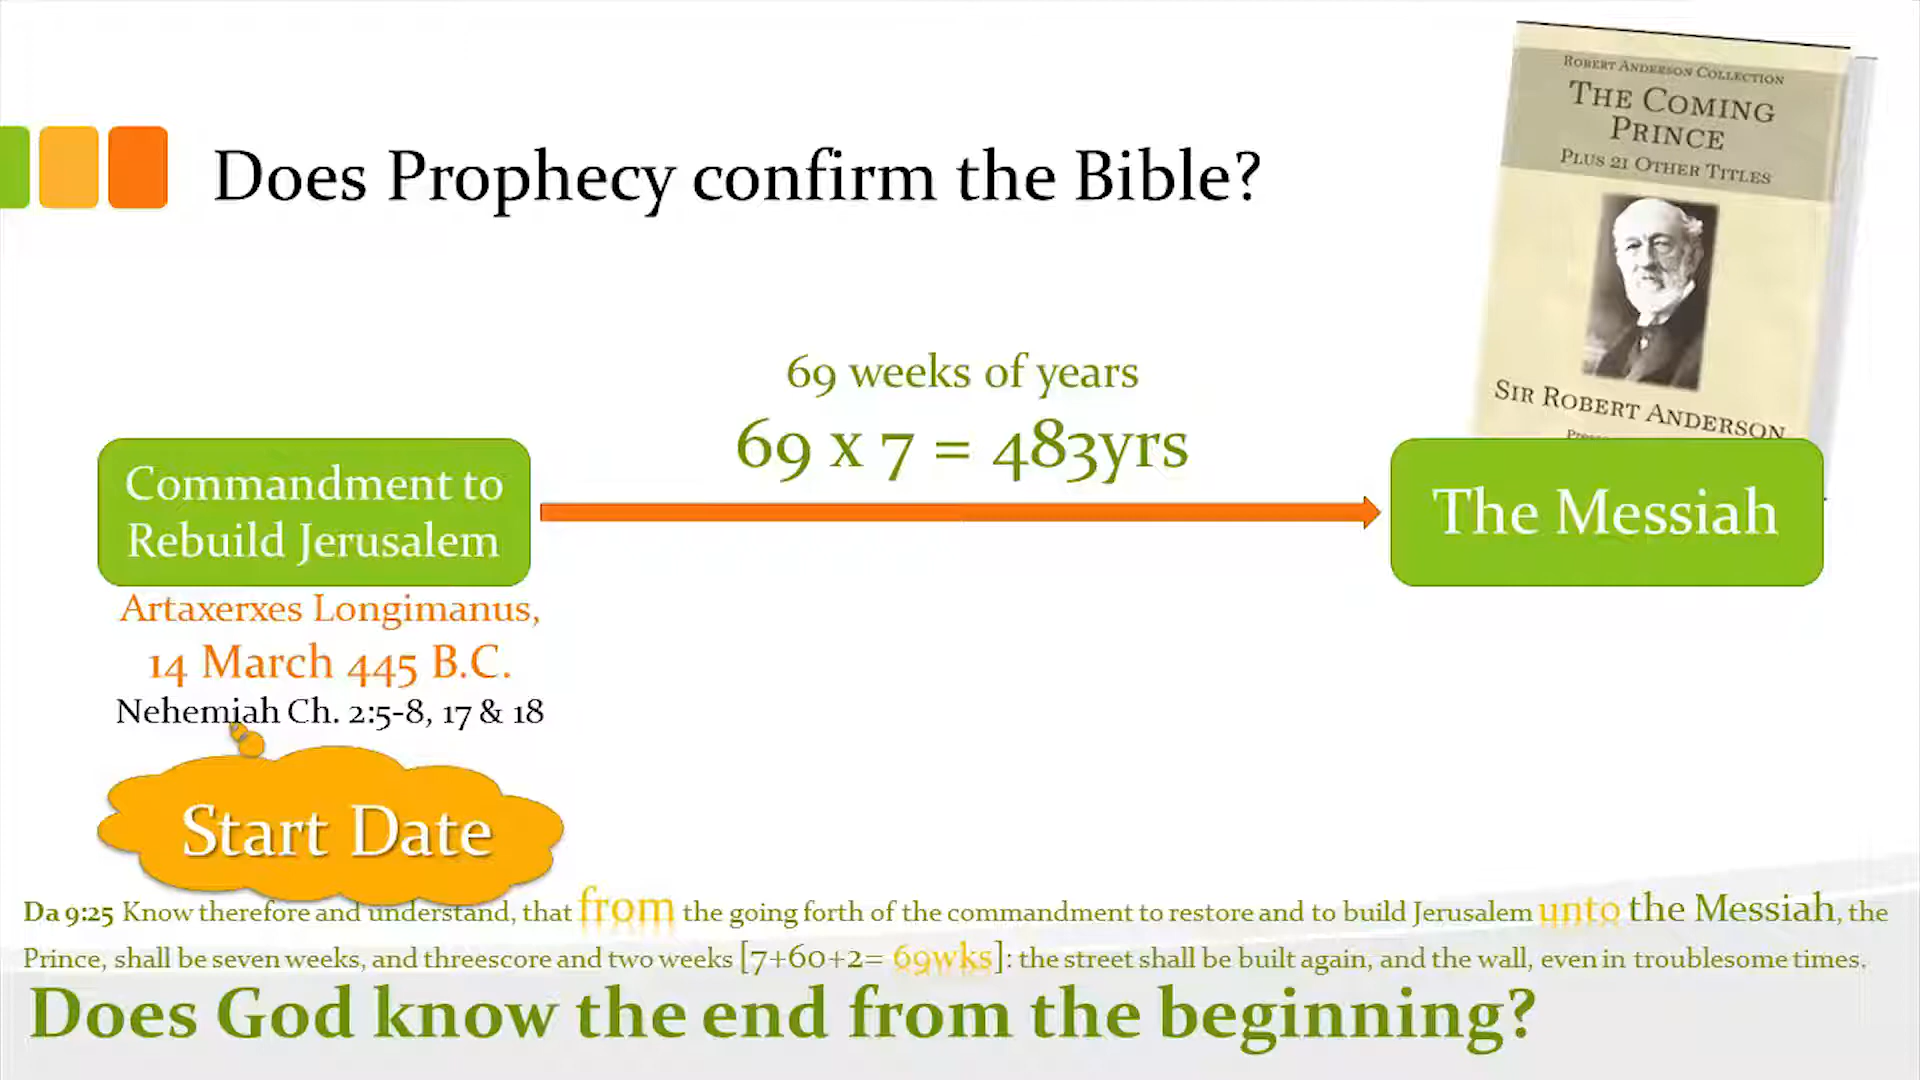 Robert Anderson Collection
The Coming
Prince
Plus 21 Other Titles
Does Prophecy confirm the Bible?
Sir Robert Anderson
69 weeks of years
69 x 7 = 483yrs
Commandment to
Rebuild Jerusalem
The Messiah
Artaxerxes Longimanus,
14 March 445 B.C.
Nehemiah Ch. 2:5-8, 17 & 18
Start Date
Da 9:25 Know therefore and understand, that from the going forth of the commandment to restore and to build Jerusalem unto the Messiah, the
Prince, shall be seven weeks, and threescore and two weeks [7+60+2= 69wks]: the street shall be built again, and the wall, even in troublesome times.
Does God know the end from the beginning?